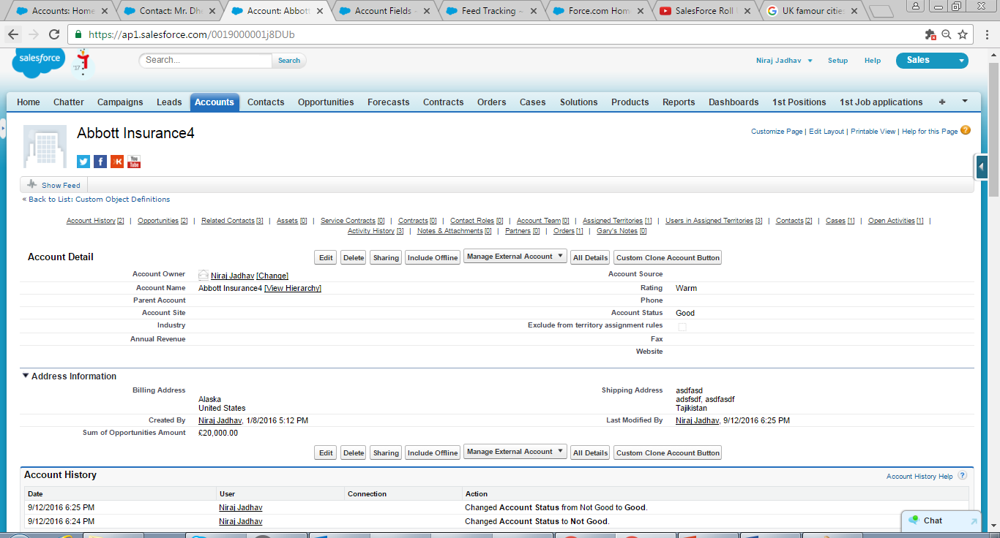 Accounts: Home
Contact: Mr. Dhe
Account: Abbott
Account Fields ~
Feed Tracking ~
Force.com Hom
SalesForce Roll
UK famour cities
https://ap1.salesforce.com/0019000001j8DUb
salesforce
'17
Search...
Search
Niraj Jadhav
Setup
Help
Sales
Home Chatter Campaigns Leads Accounts Contacts Opportunities Forecasts Contracts Orders Cases Solutions Products Reports Dashboards 1st Positions 1st Job applications +
Abbott Insurance4
Customize Page | Edit Layout | Printable View | Help for this Page ?
You Tube
Show Feed
« Back to List: Custom Object Definitions
Account History [2] | Opportunities [2] | Related Contacts [3] | Assets [0] | Service Contracts [0] | Contracts [0] | Contact Roles [0] | Account Team [0] | Assigned Territories [1] | Users in Assigned Territories [3] | Contacts [2] | Cases [1] | Open Activities [1] |
Activity History [3] | Notes & Attachments [0] | Partners [0] | Orders [1] | Gary's Notes [0]
Account Detail
Edit Delete Sharing Include Offline Manage External Account All Details Custom Clone Account Button
Account Owner Niraj Jadhav [Change] Account Source
Account Name Abbott Insurance4 [View Hierarchy] Rating Warm
Parent Account Phone
Account Site Account Status Good
Industry Exclude from territory assignment rules
Annual Revenue Fax
Website
Address Information
Billing Address Shipping Address asdfasd
Alaska adsfsdf, asdfasdf
United States Tajikistan
Created By Niraj Jadhav, 1/8/2016 5:12 PM Last Modified By Niraj Jadhav, 9/12/2016 6:25 PM
Sum of Opportunities Amount £20,000.00
Edit Delete Sharing Include Offline Manage External Account All Details Custom Clone Account Button
Account History
Account History Help ?
Date User Connection Action
9/12/2016 6:25 PM Niraj Jadhav Changed Account Status from Not Good to Good.
9/12/2016 6:24 PM Niraj Jadhav Changed Account Status to Not Good.
Chat